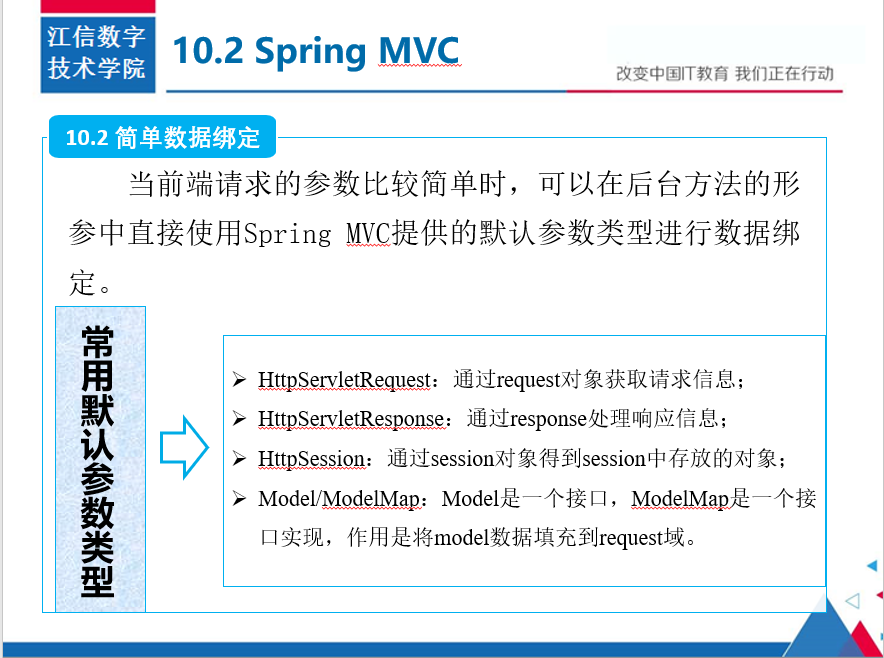 江信数字
技术学院
10.2 Spring MVC
改变中国IT教育 我们正在行动
10.2 简单数据绑定
当前端请求的参数比较简单时，可以在后台方法的形
参中直接使用Spring MVC提供的默认参数类型进行数据绑
定。
常用默认参数类型
➢ HttpServletRequest：通过request对象获取请求信息；
➢ HttpServletResponse：通过response处理响应信息；
➢ HttpSession：通过session对象得到session中存放的对象；
➢ Model/ModelMap：Model是一个接口，ModelMap是一个接
口实现，作用是将model数据填充到request域。